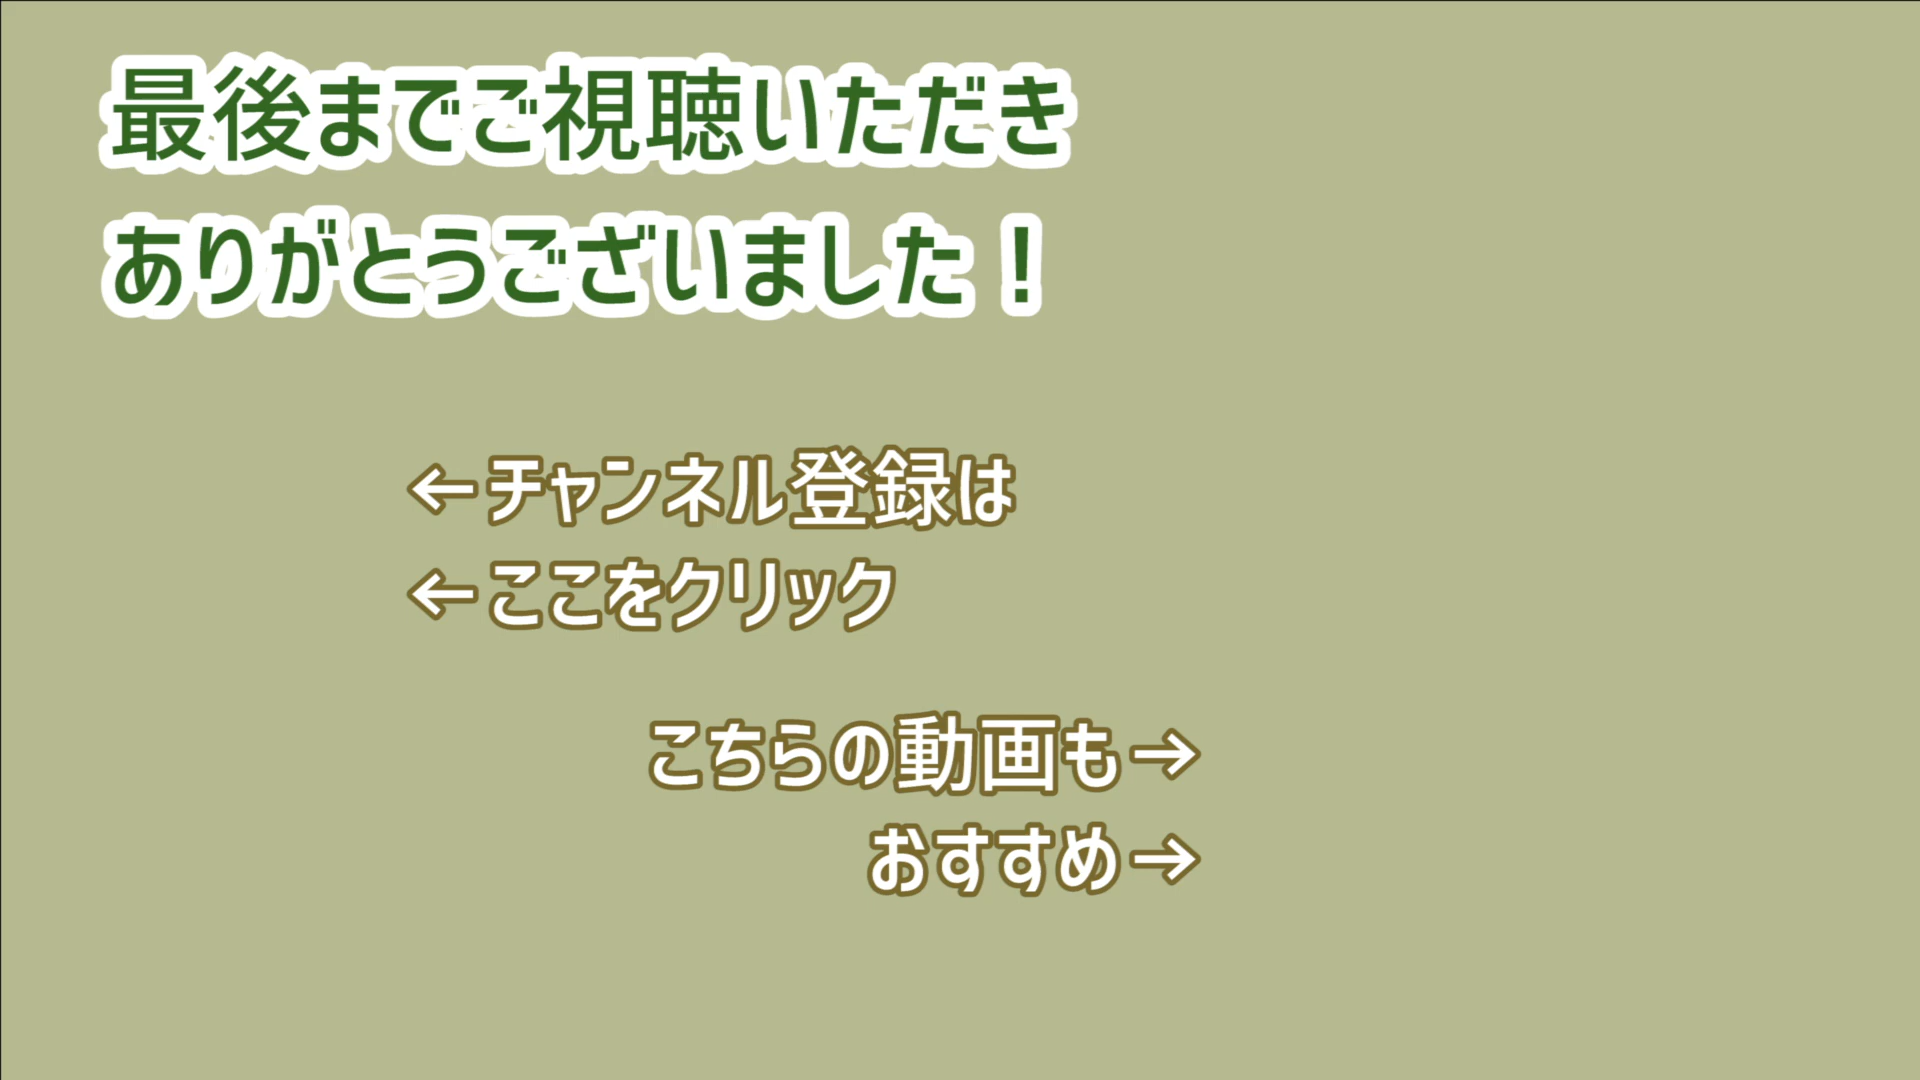 最後までご視聴いただき
ありがとうございました！
←チャンネル登録は
←ここをクリック
こちらの動画も→
おすすめ→